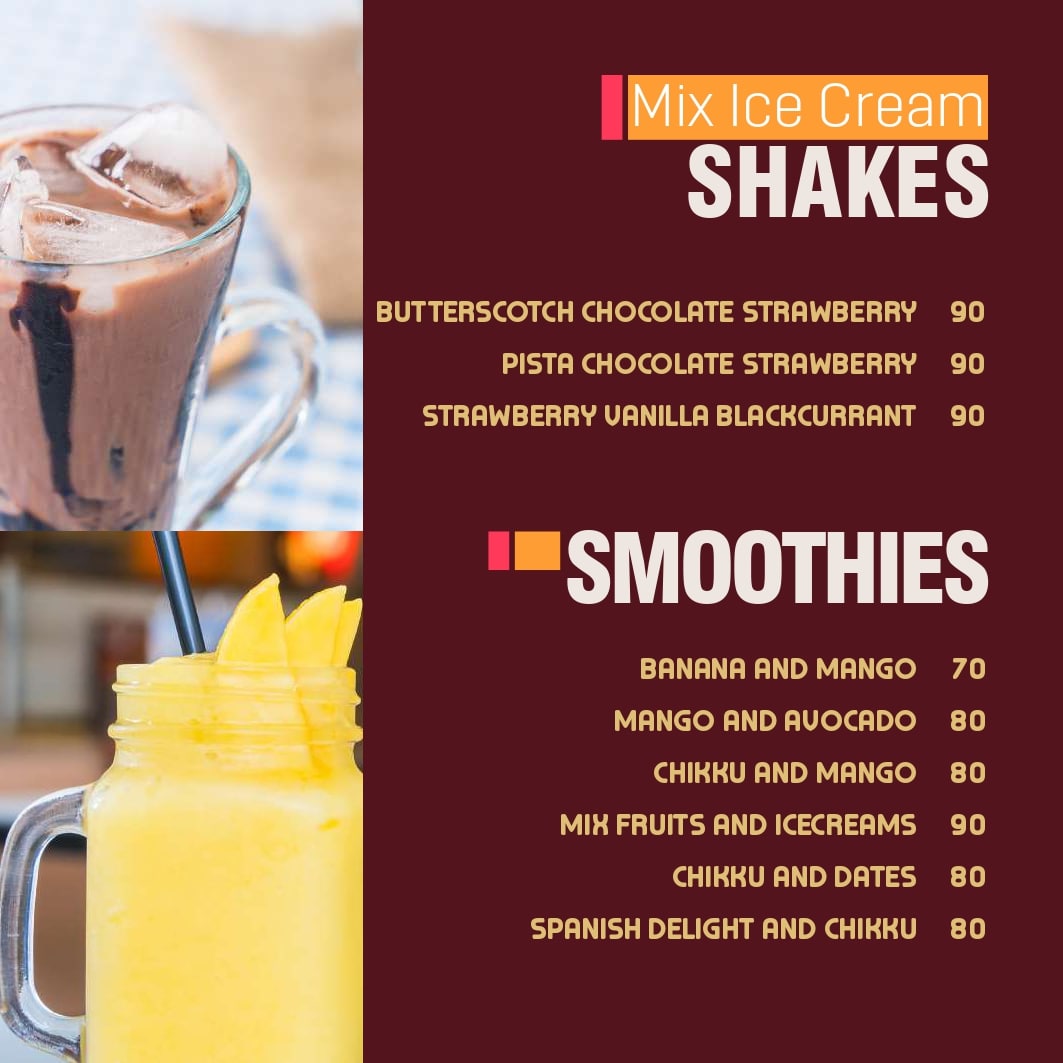 Mix Ice Cream
SHAKES
BUTTERSCOTCH CHOCOLATE STRAWBERRY 90
PISTA CHOCOLATE STRAWBERRY 90
STRAWBERRY VANILLA BLACKCURRANT 90
SMOOTHIES
BANANA AND MANGO 70
MANGO AND AVOCADO 80
CHIKKU AND MANGO 80
MIX FRUITS AND ICECREAMS 90
CHIKKU AND DATES 80
SPANISH DELIGHT AND CHIKKU 80